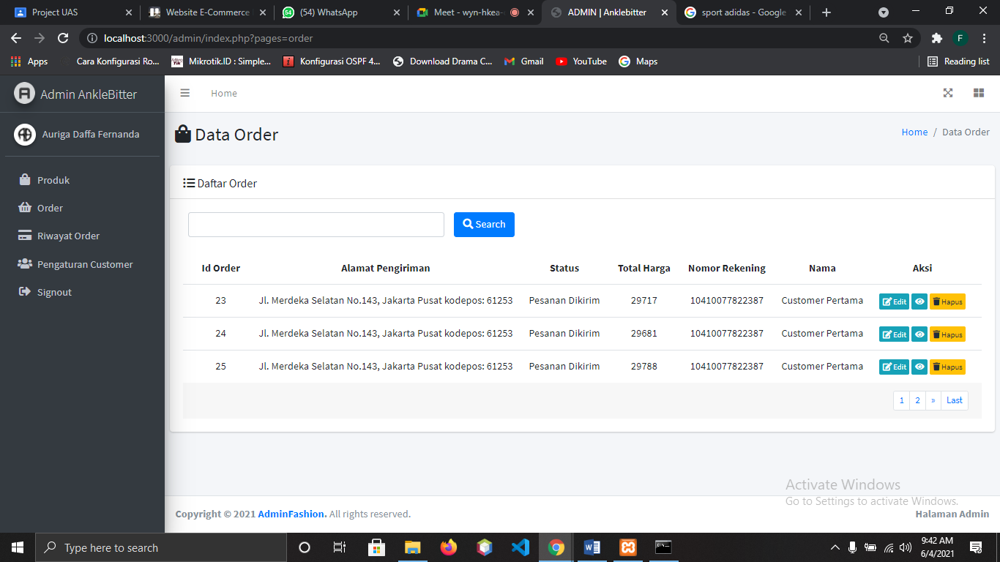 Project UAS
Website E-Commerce
(54) WhatsApp
Meet - wyn-hkea-
ADMIN | Anklebitter
sport adidas - Google
localhost:3000/admin/index.php?pages=order
F
Apps
Cara Konfigurasi Ro...
Mikrotik.ID : Simple...
Konfigurasi OSPF 4...
Download Drama C...
Gmail
YouTube
Maps
Reading list
Admin AnkleBitter
Home
Auriga Daffa Fernanda
Data Order
Home / Data Order
Produk
Order
Riwayat Order
Pengaturan Customer
Signout
Daftar Order
Search
Id Order Alamat Pengiriman Status Total Harga Nomor Rekening Nama Aksi
23 Jl. Merdeka Selatan No.143, Jakarta Pusat kodepos: 61253 Pesanan Dikirim 29717 10410077822387 Customer Pertama Edit Hapus
24 Jl. Merdeka Selatan No.143, Jakarta Pusat kodepos: 61253 Pesanan Dikirim 29681 10410077822387 Customer Pertama Edit Hapus
25 Jl. Merdeka Selatan No.143, Jakarta Pusat kodepos: 61253 Pesanan Dikirim 29788 10410077822387 Customer Pertama Edit Hapus
1 2 » Last
Activate Windows
Go to Settings to activate Windows.
Copyright © 2021 AdminFashion. All rights reserved.
Halaman Admin
Type here to search
9:42 AM
6/4/2021